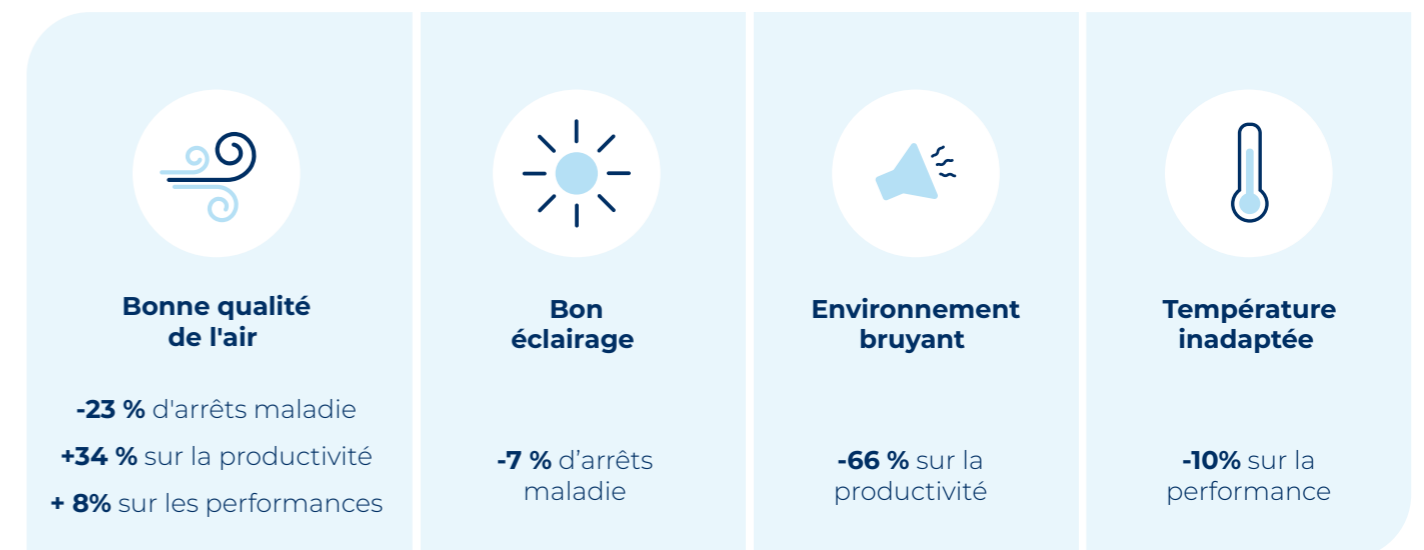 Bonne qualité
de l'air
-23 % d'arrêts maladie
+34 % sur la productivité
+ 8% sur les performances
Bon
éclairage
-7 % d’arrêts
maladie
Environnement
bruyant
-66 % sur la
productivité
Température
inadaptée
-10% sur la
performance